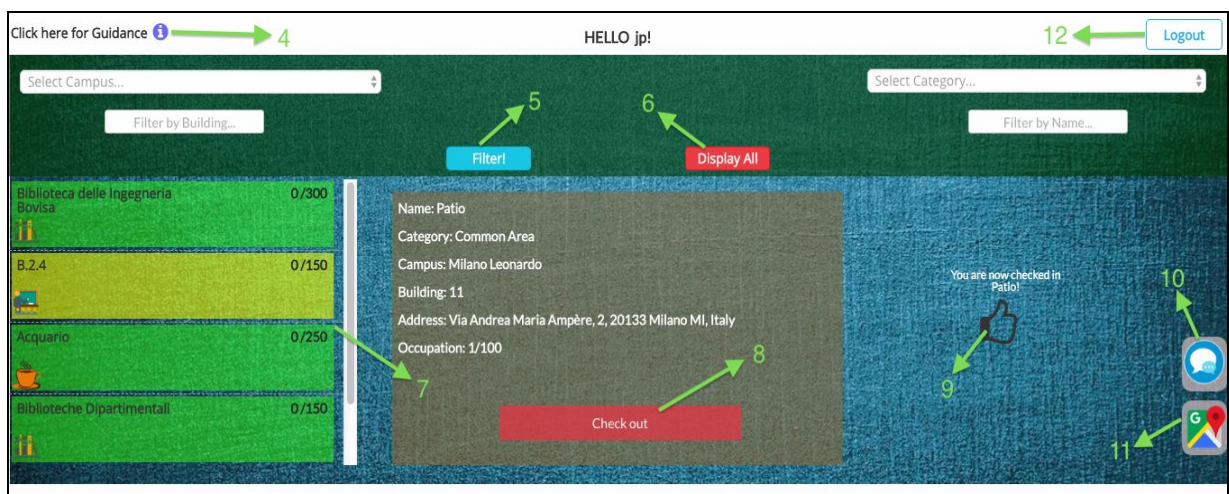 Click here for Guidance i
4
HELLO jp!
12
Logout
Select Campus...
Select Category...
Filter by Building...
5
6
Filter by Name...
Filter!
Display All
Biblioteca delle Ingegneria
Bovisa
0/300
B.2.4
0/150
Acquario
0/250
Biblioteche Dipartimentali
0/150
7
Name: Patio
Category: Common Area
Campus: Milano Leonardo
Building: 11
Address: Via Andrea Maria Ampère, 2, 20133 Milano MI, Italy
Occupation: 1/100
8
Check out
You are now checked in
Patio!
9
10
11
G